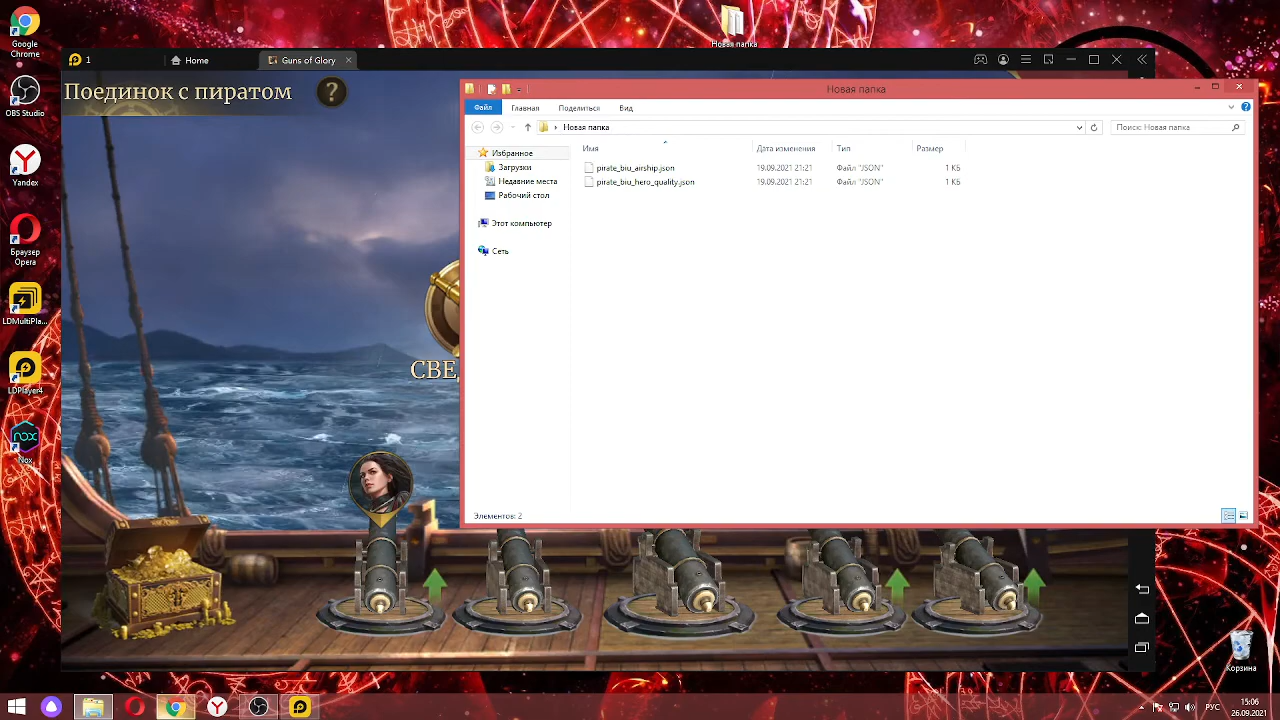 Google
Chrome
OBS Studio
Yandex
Браузер
Opera
LDMultiPla...
LDPlayer4
Nox
Новая папка
1
Home
Guns of Glory
Поединок с пиратом
?
СВЕ
Новая папка
Файл
Главная
Поделиться
Вид
Новая папка
Поиск: Новая папка
Имя
Дата изменения
Тип
Размер
Избранное
Загрузки
Недавние места
Рабочий стол
Этот компьютер
Сеть
pirate_biu_airship.json
19.09.2021 21:21
Файл "JSON"
1 КБ
pirate_biu_hero_quality.json
19.09.2021 21:21
Файл "JSON"
1 КБ
Элементов: 2
Корзина
РУС
15:06
26.09.2021